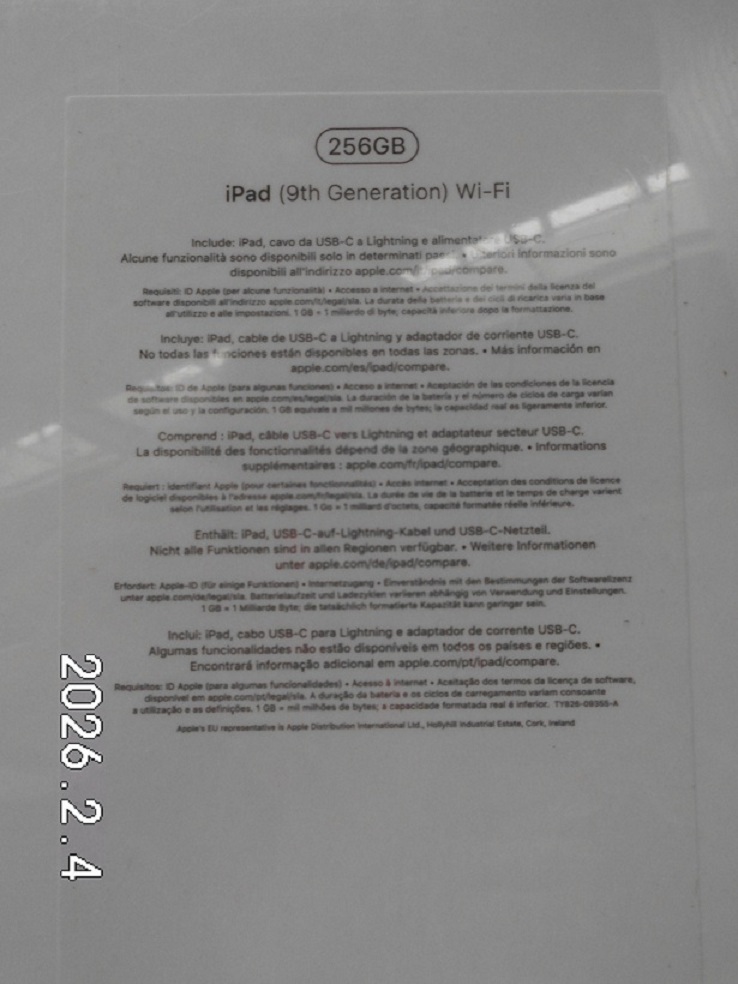 256GB
iPad (9th Generation) Wi-Fi
Include: iPad, cavo da USB-C a Lightning e alimentatore USB-C.
Alcune funzionalità sono disponibili solo in determinati paesi. • Ulteriori informazioni sono
disponibili all'indirizzo apple.com/it/ipad/compare.
Requisiti: ID Apple (per alcune funzionalità) • Accesso a internet • Accettazione dei termini della licenza del
software disponibili all'indirizzo apple.com/it/legal/sla. La durata della batteria e dei cicli di ricarica varia in base
all'utilizzo e alle impostazioni. 1 GB = 1 miliardo di byte; capacità inferiore dopo la formattazione.
Incluye: iPad, cable de USB-C a Lightning y adaptador de corriente USB-C.
No todas las funciones están disponibles en todas las zonas. • Más información en
apple.com/es/ipad/compare.
Requisitos: ID de Apple (para algunas funciones) • Acceso a internet • Aceptación de las condiciones de la licencia
de software disponibles en apple.com/es/legal/sla. La duración de la batería y el número de ciclos de carga varían
según el uso y la configuración. 1 GB equivale a mil millones de bytes; la capacidad real es ligeramente inferior.
Comprend : iPad, câble USB-C vers Lightning et adaptateur secteur USB-C.
La disponibilité des fonctionnalités dépend de la zone géographique. • Informations
supplémentaires : apple.com/fr/ipad/compare.
Requiert : identifiant Apple (pour certaines fonctionnalités) • Accès internet • Acceptation des conditions de licence
de logiciel disponibles à l'adresse apple.com/fr/legal/sla. La durée de vie de la batterie et le temps de charge varient
selon l'utilisation et les réglages. 1 Go = 1 milliard d'octets, capacité formatée réelle inférieure.
Enthält: iPad, USB-C-auf-Lightning-Kabel und USB-C-Netzteil.
Nicht alle Funktionen sind in allen Regionen verfügbar. • Weitere Informationen
unter apple.com/de/ipad/compare.
Erfordert: Apple-ID (für einige Funktionen) • Internetzugang • Einverständnis mit den Bestimmungen der Softwarelizenz
unter apple.com/de/legal/sla. Batterielaufzeit und Ladezyklen variieren abhängig von Verwendung und Einstellungen.
1 GB = 1 Milliarde Byte; die tatsächlich formatierte Kapazität kann geringer sein.
Inclui: iPad, cabo USB-C para Lightning e adaptador de corrente USB-C.
Algumas funcionalidades não estão disponíveis em todos os países e regiões. •
Encontrará informação adicional em apple.com/pt/ipad/compare.
Requisitos: ID Apple (para algumas funcionalidades) • Acesso à internet • Aceitação dos termos da licença de software,
disponível em apple.com/pt/legal/sla. A duração da bateria e os ciclos de carregamento variam consoante
a utilização e as definições. 1 GB = mil milhões de bytes; a capacidade formatada real é inferior. TY826-09355-A
Apple's EU representative is Apple Distribution International Ltd., Hollyhill Industrial Estate, Cork, Ireland
2026.2.4